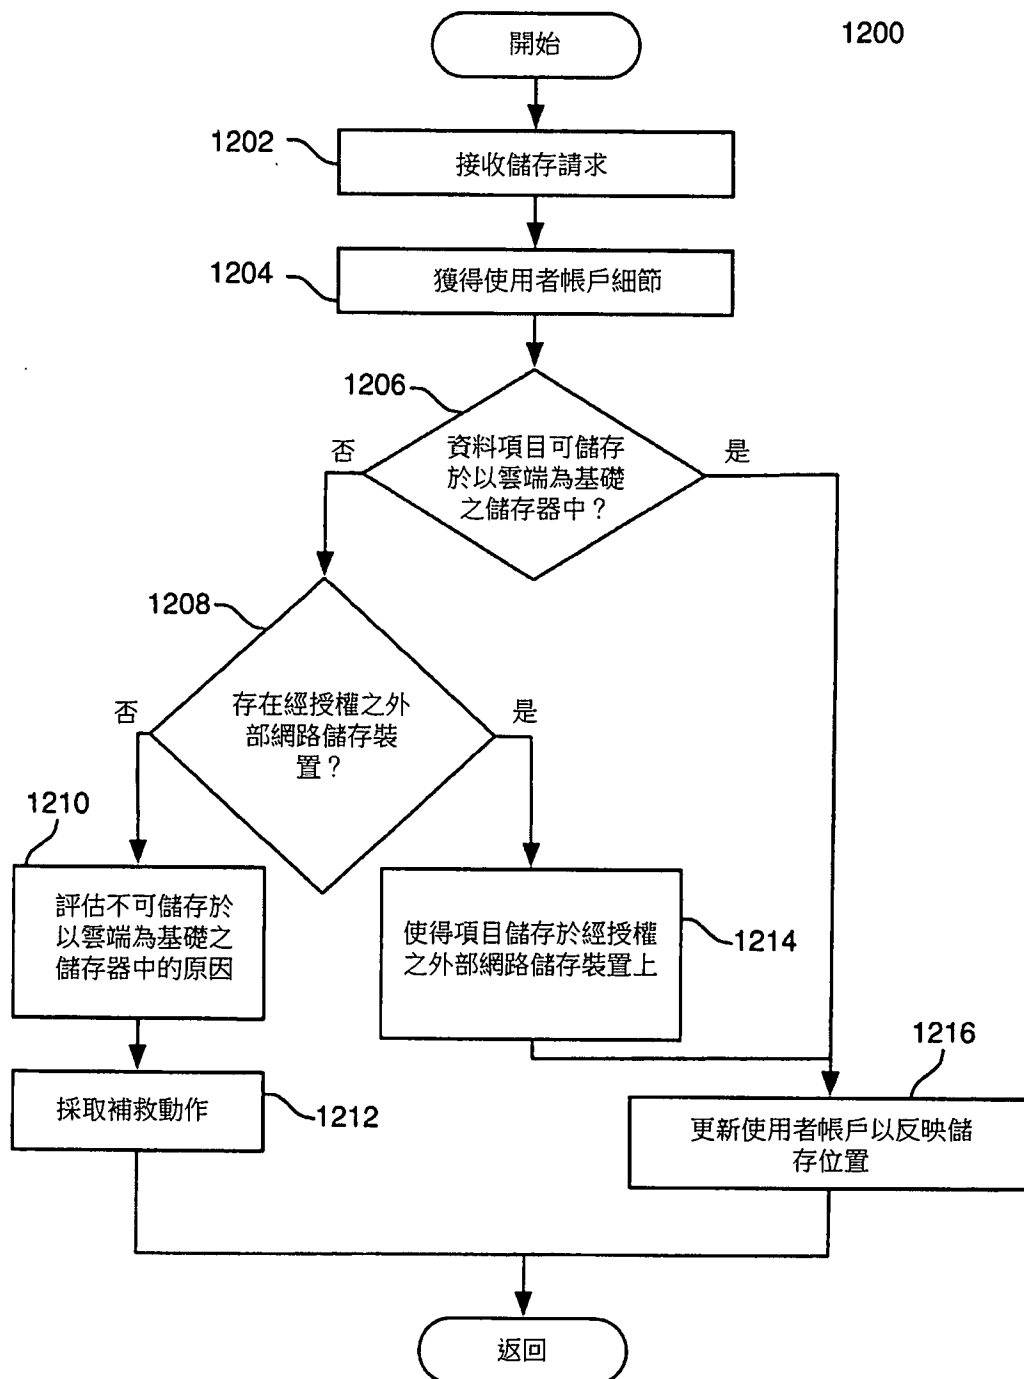 開始
1200
1202
接收儲存請求
1204
獲得使用者帳戶細節
1206
否
資料項目可儲存
於以雲端為基礎
之儲存器中？
是
1208
否
存在經授權之外
部網路儲存裝
置？
是
1210
評估不可儲存於
以雲端為基礎之
儲存器中的原因
使得項目儲存於經授權
之外部網路儲存裝置上
1214
1216
採取補救動作
1212
更新使用者帳戶以反映儲
存位置
返回